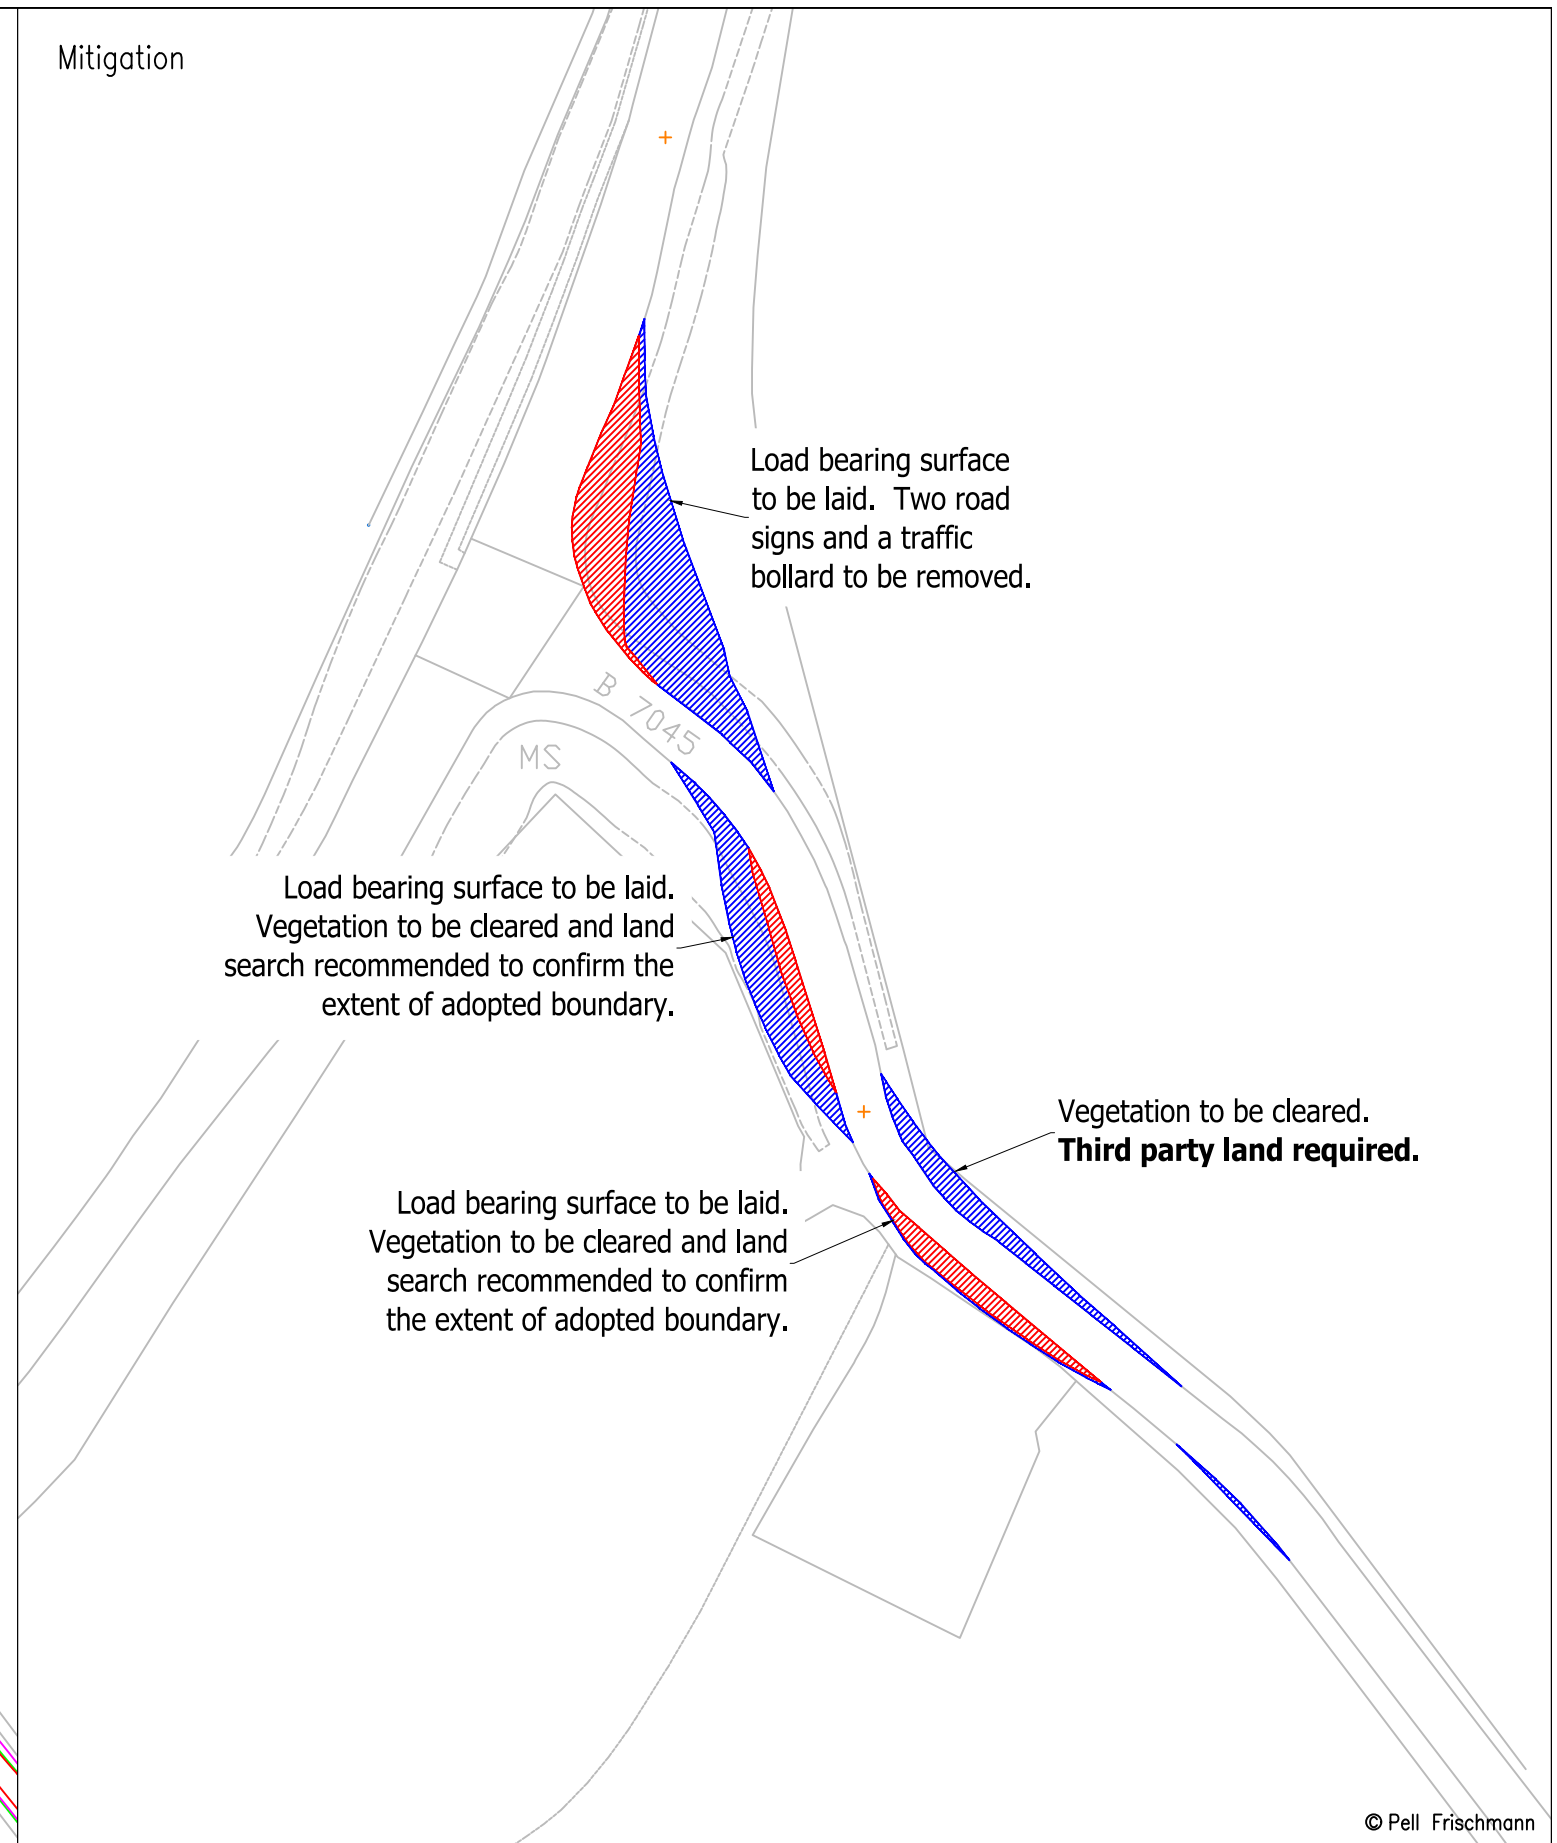 Mitigation
Load bearing surface
to be laid.  Two road
signs and a traffic
bollard to be removed.
B 7045
MS
Load bearing surface to be laid.
Vegetation to be cleared and land
search recommended to confirm the
extent of adopted boundary.
Vegetation to be cleared.
Third party land required.
Load bearing surface to be laid.
Vegetation to be cleared and land
search recommended to confirm
the extent of adopted boundary.
© Pell Frischmann